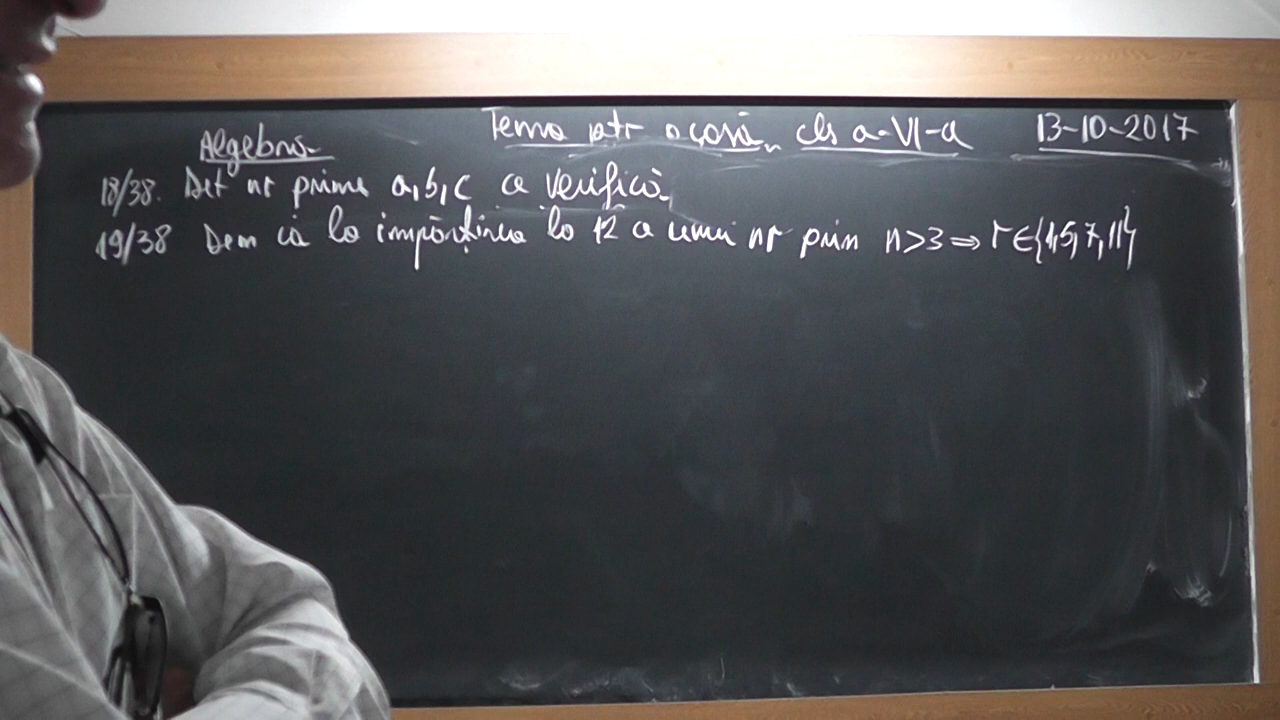 Algebra. Tema ptr acasă, cls a-VI-a 13-10-2017
18/38. Det nr prime a,b,c ce verifică.
19/38 Dem că la împărțirea la 12 a unui nr prim n>3 ⇒ r∈{1,5,7,11}